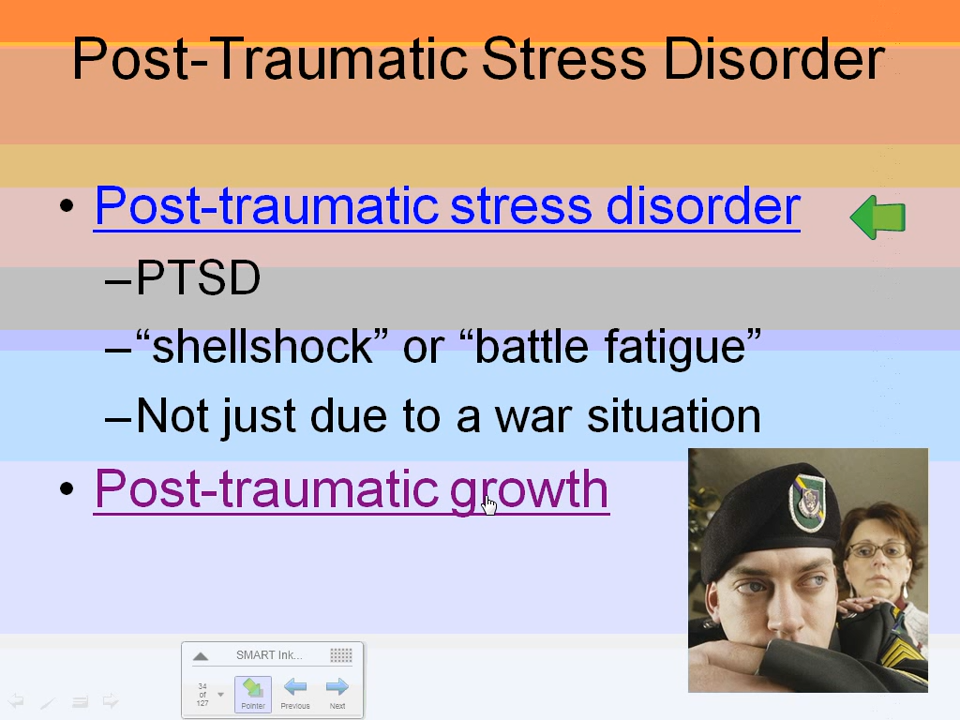 Post-Traumatic Stress Disorder
• Post-traumatic stress disorder
–PTSD
–“shellshock” or “battle fatigue”
–Not just due to a war situation
• Post-traumatic growth
SMART Ink...
34
of
127
Pointer Previous Next